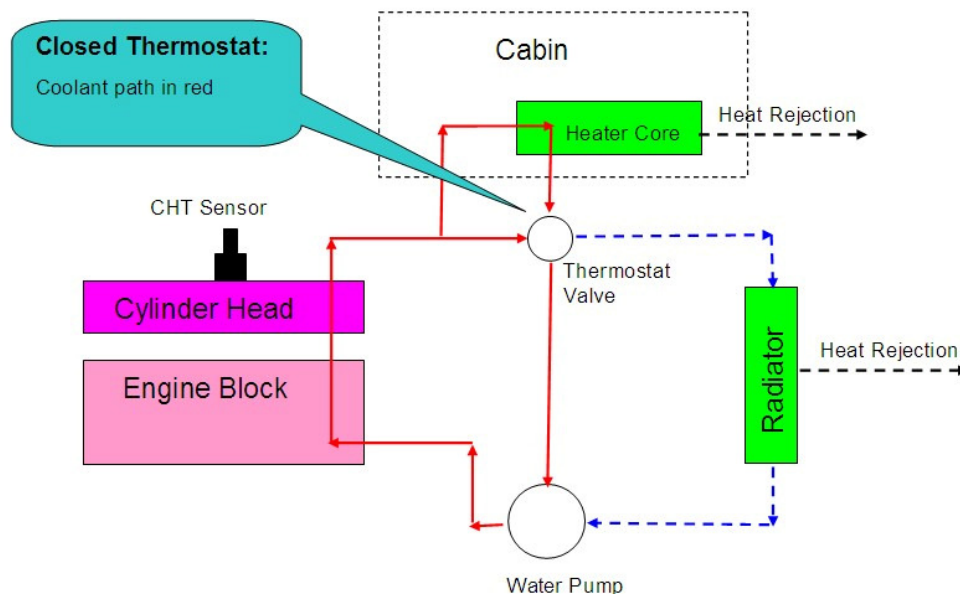 Closed Thermostat:
Coolant path in red
Cabin
Heater Core
Heat Rejection
CHT Sensor
Thermostat
Valve
Cylinder Head
Engine Block
Radiator
Heat Rejection
Water Pump